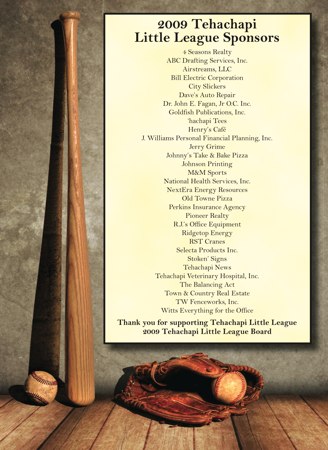 2009 Tehachapi
Little League Sponsors
4 Seasons Realty
ABC Drafting Services, Inc.
Airstreams, LLC
Bill Electric Corporation
City Slickers
Dave's Auto Repair
Dr. John E. Fagan, Jr O.C. Inc.
Goldfish Publications, Inc.
'hachapi Tees
Henry's Café
J. Williams Personal Financial Planning, Inc.
Jerry Grime
Johnny's Take & Bake Pizza
Johnson Printing
M&M Sports
National Health Services, Inc.
NextEra Energy Resources
Old Towne Pizza
Perkins Insurance Agency
Pioneer Realty
R.J.'s Office Equipment
Ridgetop Energy
RST Cranes
Selecta Products Inc.
Stoken' Signs
Tehachapi News
Tehachapi Veterinary Hospital, Inc.
The Balancing Act
Town & Country Real Estate
TW Fenceworks, Inc.
Witts Everything for the Office
Thank you for supporting Tehachapi Little League
2009 Tehachapi Little League Board